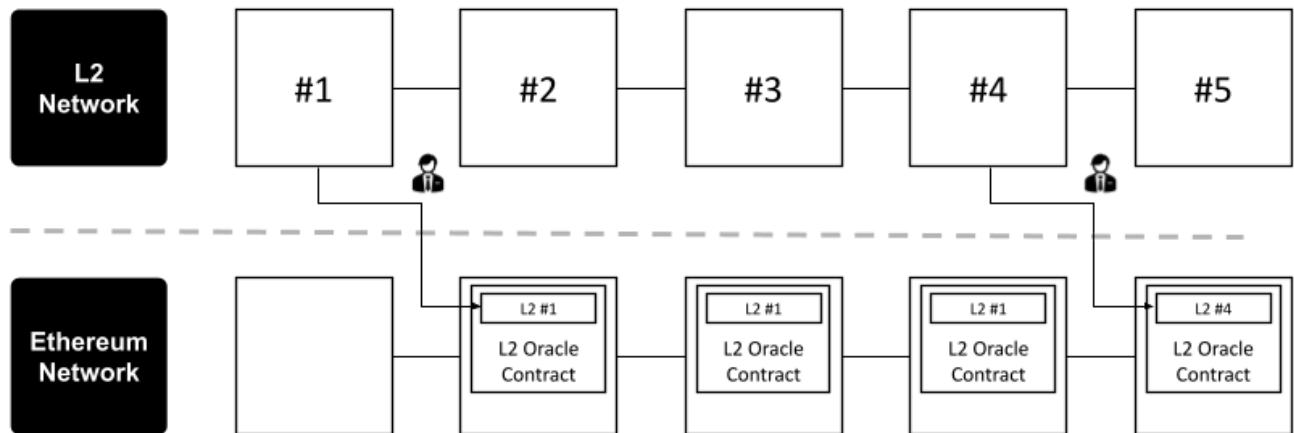 L2
Network
#1
#2
#3
#4
#5
Ethereum
Network
L2 #1
L2 Oracle
Contract
L2 #1
L2 Oracle
Contract
L2 #1
L2 Oracle
Contract
L2 #4
L2 Oracle
Contract